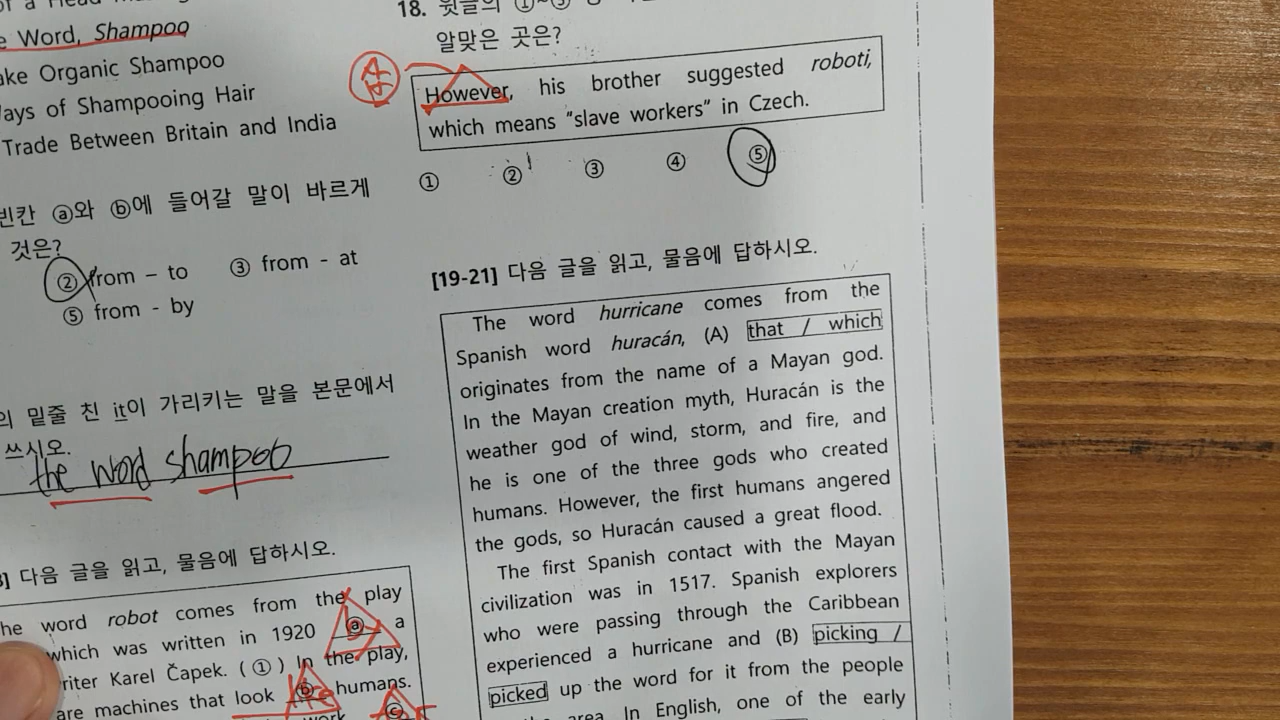 e Word, Shampoo
ake Organic Shampoo
ays of Shampooing Hair
Trade Between Britain and India
빈칸 ⓐ와 ⓑ에 들어갈 말이 바르게
것은?
② from – to ③ from - at
⑤ from - by
의 밑줄 친 it이 가리키는 말을 본문에서
쓰시오.
the word shampoo
] 다음 글을 읽고, 물음에 답하시오.
he word robot comes from the play
which was written in 1920 ⓐ a
riter Karel Čapek. ( ① ) In the play,
are machines that look ⓑ humans.
work ⓒ
18. 윗글의 ①~⑤
알맞은 곳은?
However, his brother suggested roboti,
which means "slave workers" in Czech.
① ② ③ ④ ⑤
[19-21] 다음 글을 읽고, 물음에 답하시오.
The word hurricane comes from the
Spanish word huracán, (A) that / which
originates from the name of a Mayan god.
In the Mayan creation myth, Huracán is the
weather god of wind, storm, and fire, and
he is one of the three gods who created
humans. However, the first humans angered
the gods, so Huracán caused a great flood.
The first Spanish contact with the Mayan
civilization was in 1517. Spanish explorers
who were passing through the Caribbean
experienced a hurricane and (B) picking /
picked up the word for it from the people
area. In English, one of the early